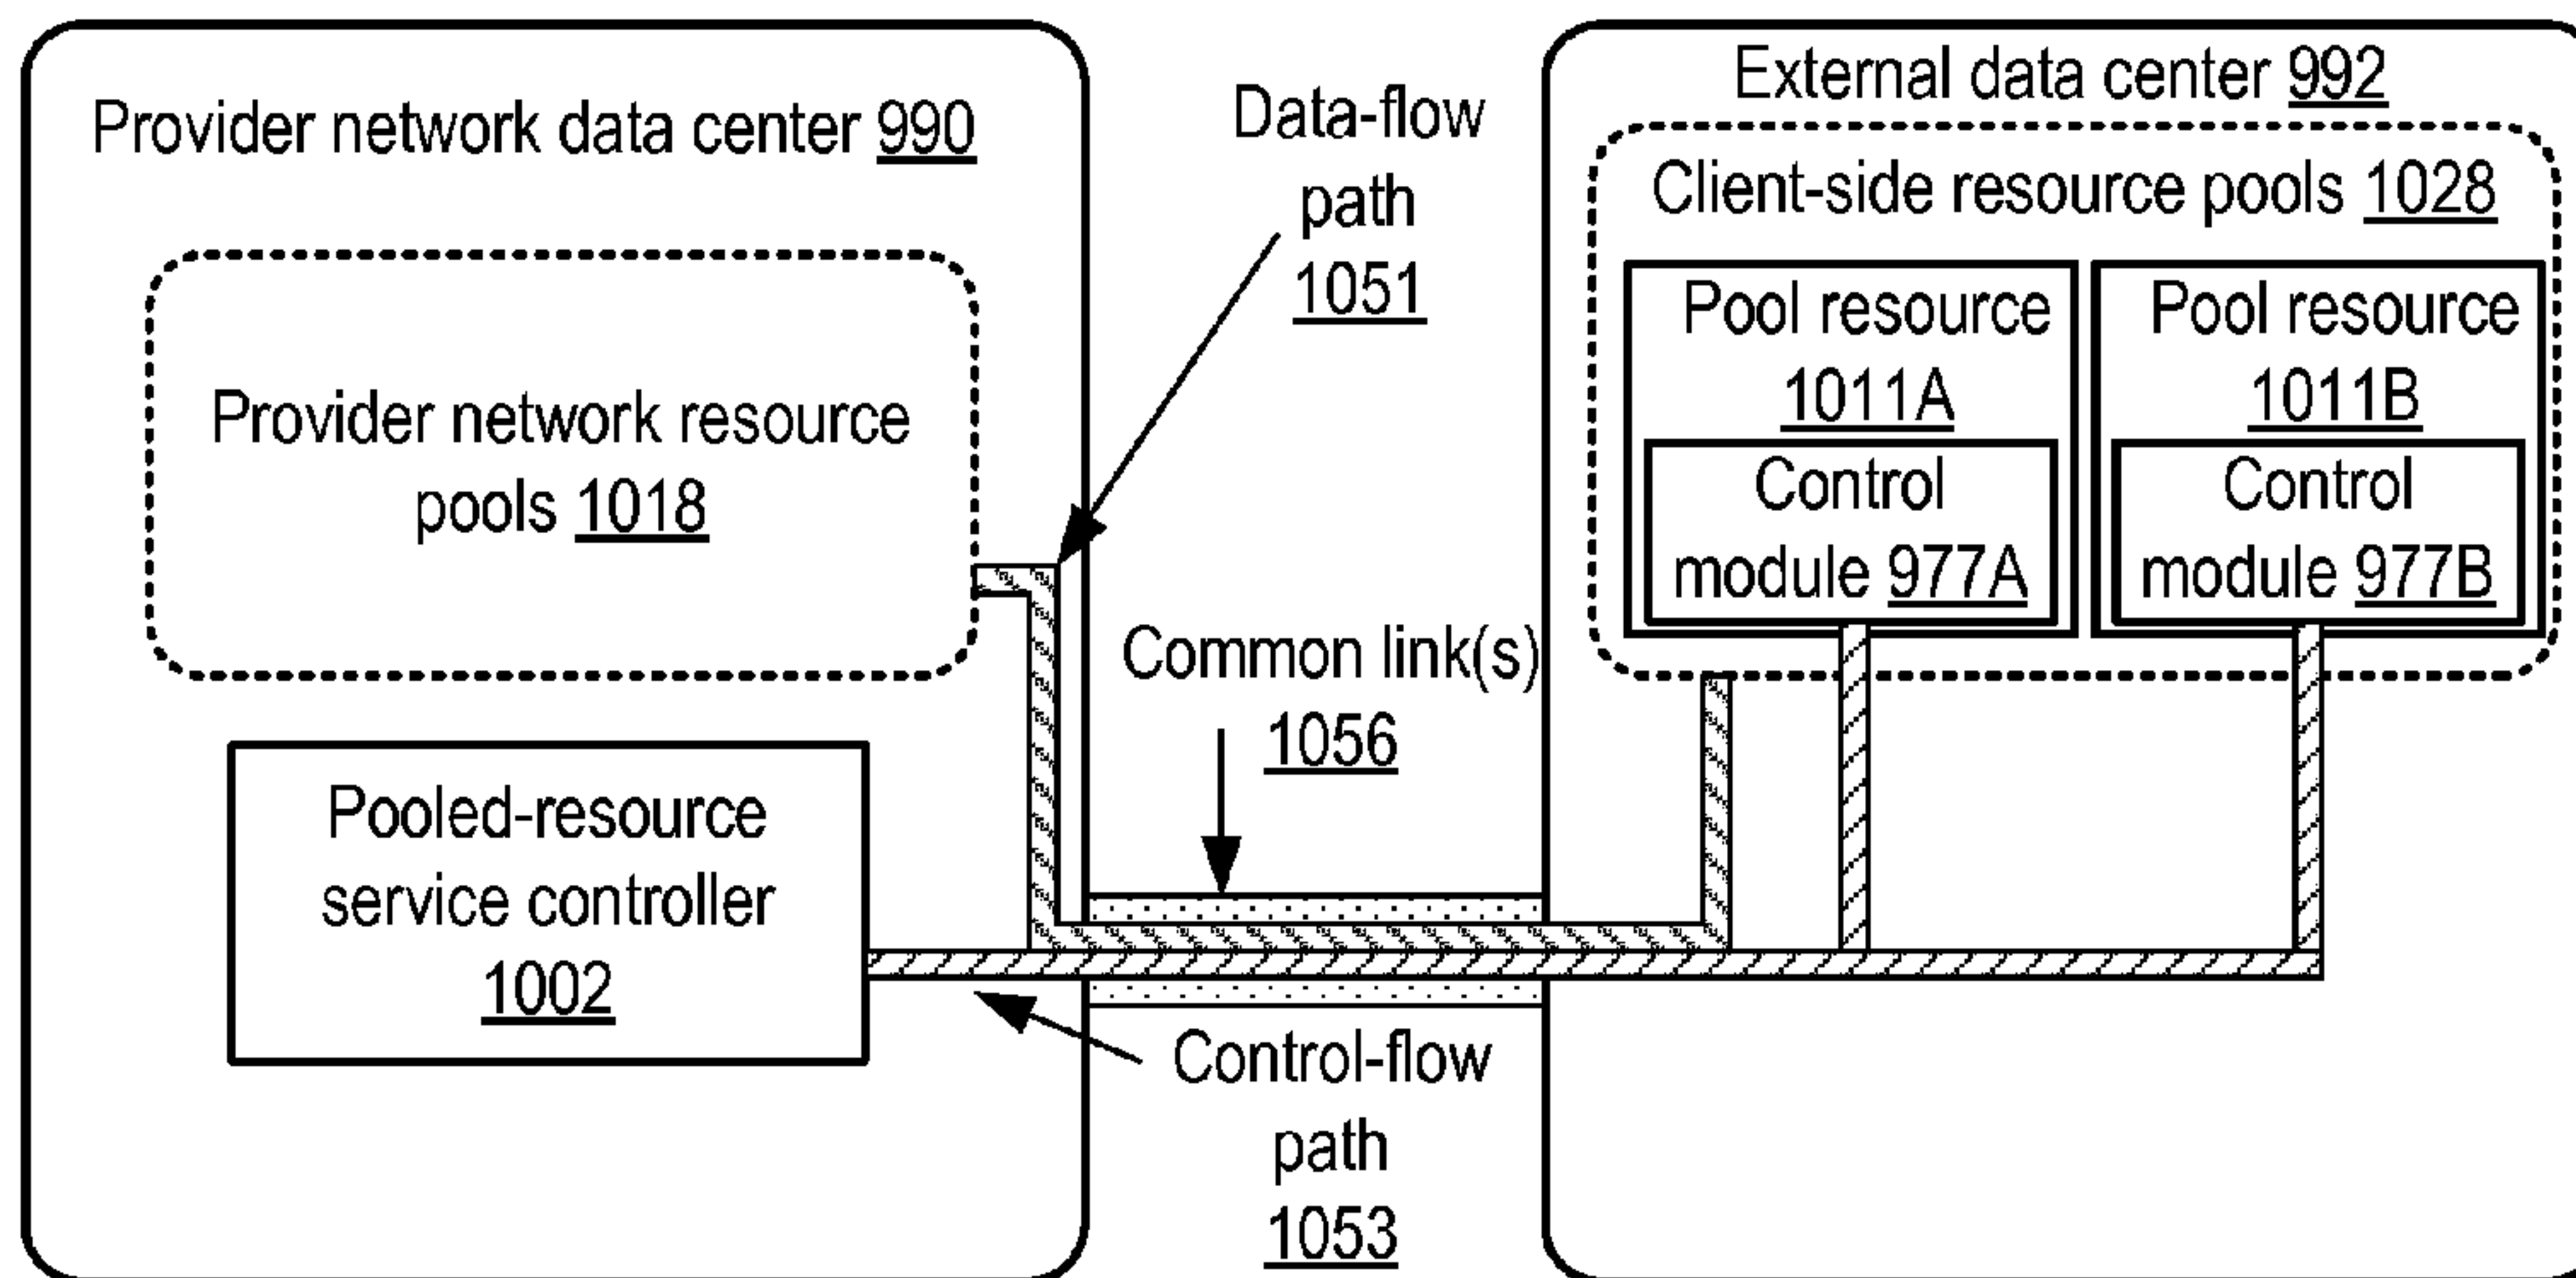 Provider network data center 990
Provider network resource
pools 1018
Pooled-resource
service controller
1002
Data-flow
path
1051
Common link(s)
1056
Control-flow
path
1053
External data center 992
Client-side resource pools 1028
Pool resource
1011A
Control
module 977A
Pool resource
1011B
Control
module 977B